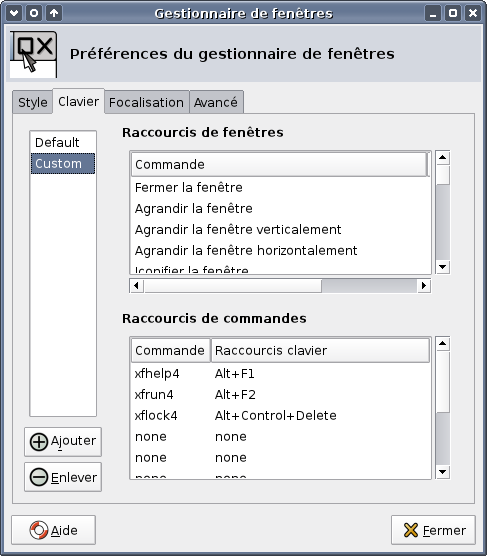 Gestionnaire de fenêtres
Préférences du gestionnaire de fenêtres
Style Clavier Focalisation Avancé
Default
Custom
Raccourcis de fenêtres
Commande
Fermer la fenêtre
Agrandir la fenêtre
Agrandir la fenêtre verticalement
Agrandir la fenêtre horizontalement
Iconifier la fenêtre
Raccourcis de commandes
Commande Raccourcis clavier
xfhelp4 Alt+F1
xfrun4 Alt+F2
xflock4 Alt+Control+Delete
none none
none none
none none
Ajouter
Enlever
Aide
Fermer